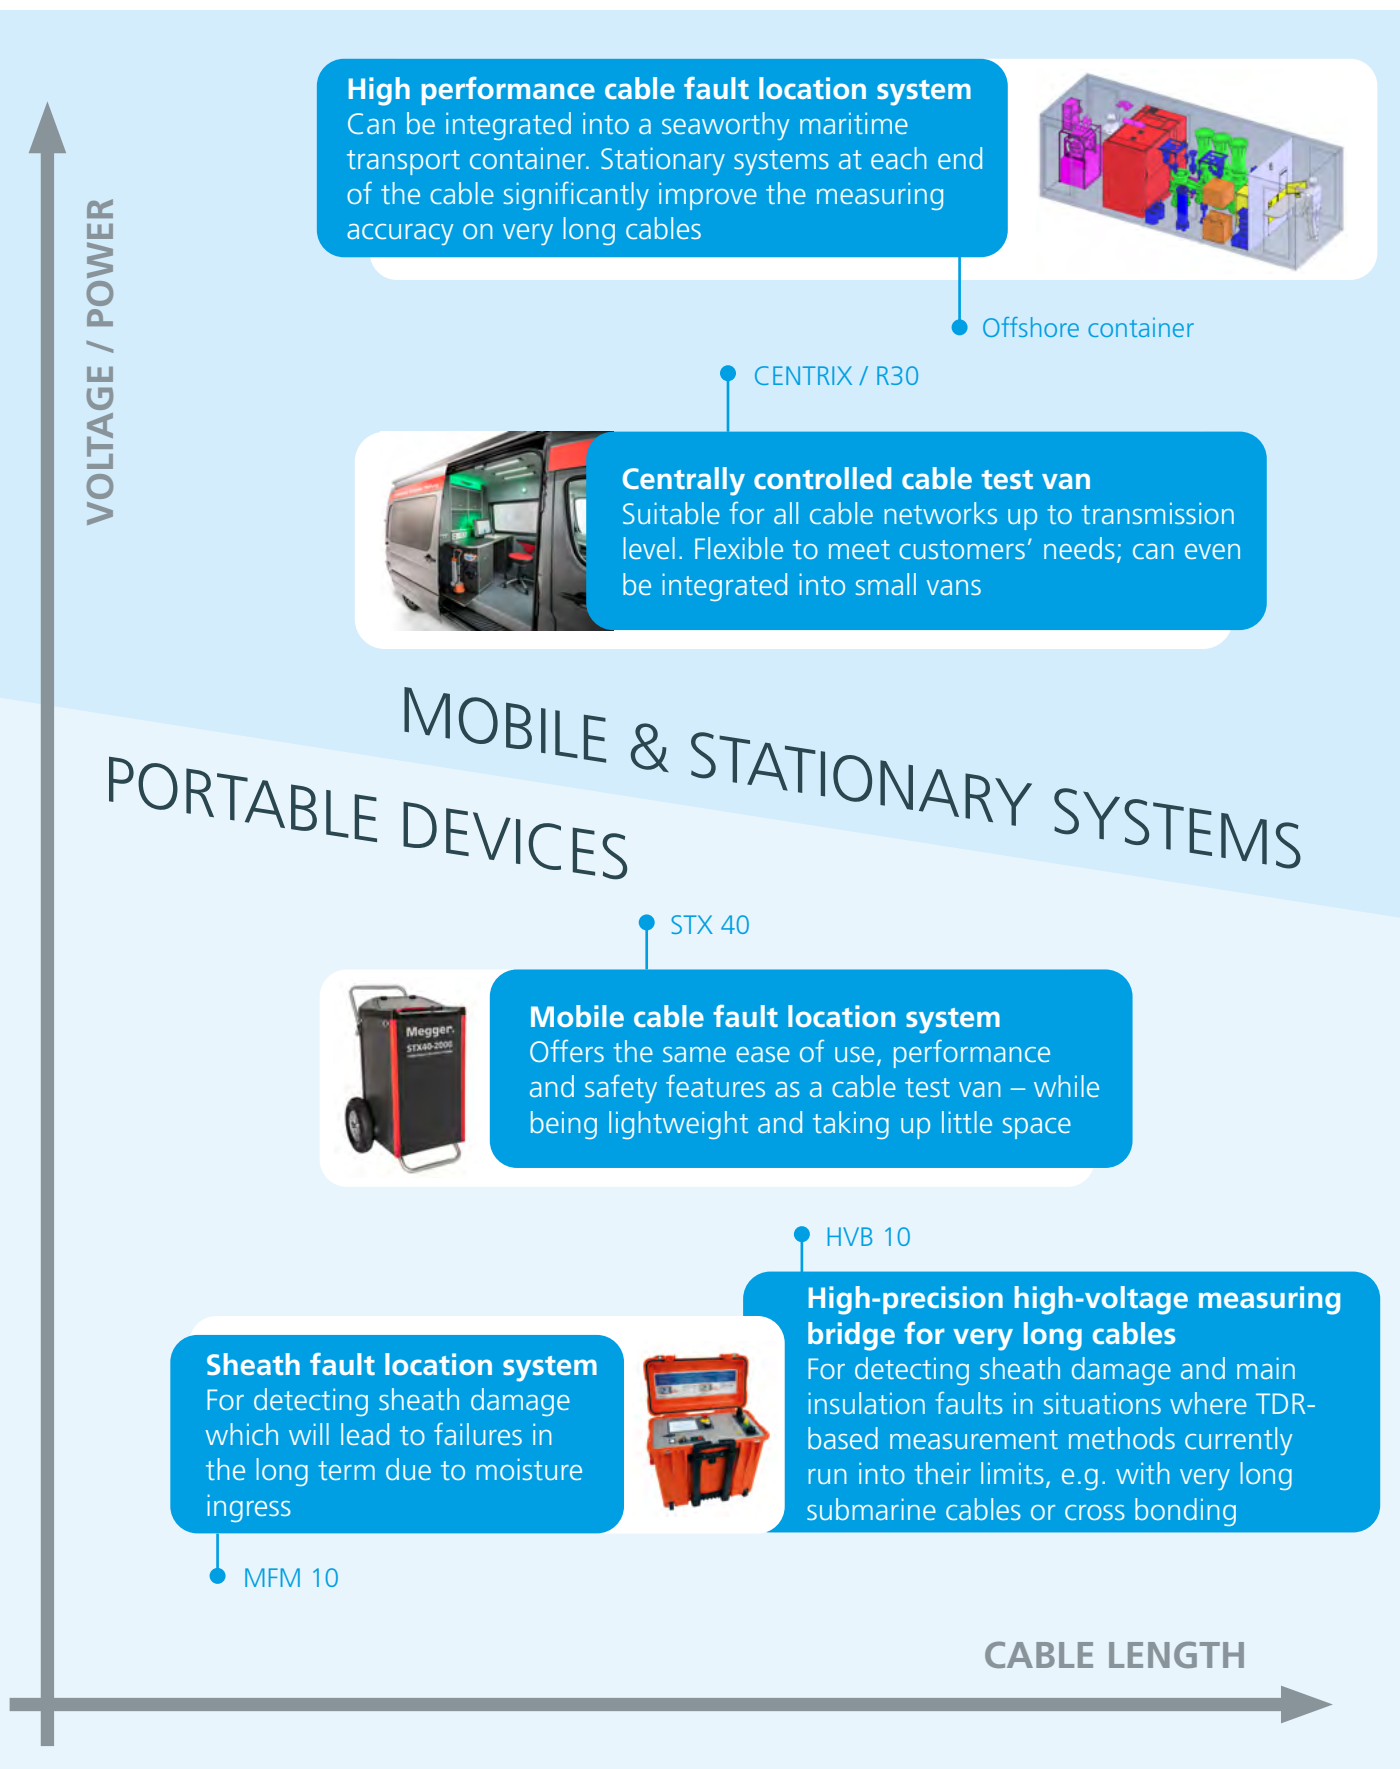 High performance cable fault location system
Can be integrated into a seaworthy maritime
transport container. Stationary systems at each end
of the cable significantly improve the measuring
accuracy on very long cables
Offshore container
VOLTAGE / POWER
CENTRIX / R30
Centrally controlled cable test van
Suitable for all cable networks up to transmission
level. Flexible to meet customers’ needs; can even
be integrated into small vans
MOBILE & STATIONARY SYSTEMS
PORTABLE DEVICES
STX 40
Megger.
STX40-2000
Mobile cable fault location system
Offers the same ease of use, performance
and safety features as a cable test van – while
being lightweight and taking up little space
HVB 10
High-precision high-voltage measuring
bridge for very long cables
For detecting sheath damage and main
insulation faults in situations where TDR-
based measurement methods currently
run into their limits, e.g. with very long
submarine cables or cross bonding
Sheath fault location system
For detecting sheath damage
which will lead to failures in
the long term due to moisture
ingress
MFM 10
CABLE LENGTH